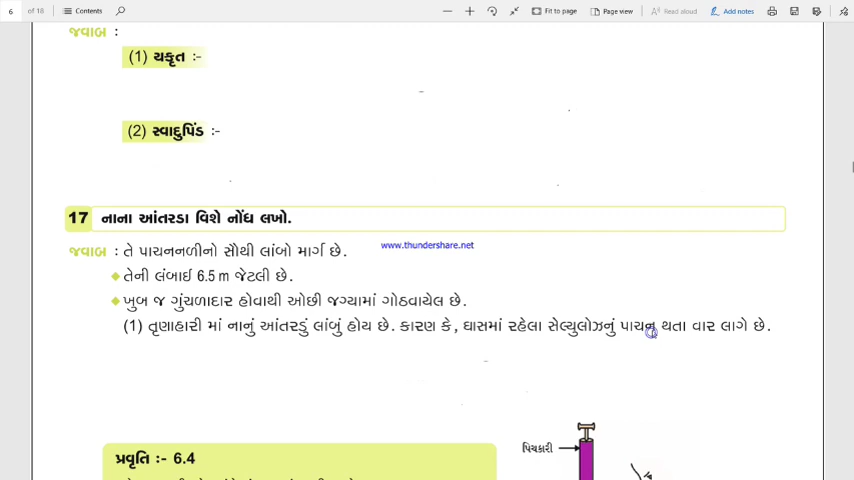 6 of 18 Contents Fit to page Page view Read aloud Add notes
જવાબ :
(1) યકૃત :-
(2) સ્વાદુપિંડ :-
17 નાના આંતરડા વિશે નોંધ લખો.
જવાબ : તે પાચનનળીનો સૌથી લાંબો માર્ગ છે.
www.thundershare.net
તેની લંબાઈ 6.5 m જેટલી છે.
ખુબ જ ગુંચળાદાર હોવાથી ઓછી જગ્યામાં ગોઠવાયેલ છે.
(1) તૃણાહારી માં નાનું આંતરડું લાંબું હોય છે. કારણ કે, ઘાસમાં રહેલા સેલ્યુલોઝનું પાચન થતા વાર લાગે છે.
પિચકારી
પ્રવૃતિ :- 6.4